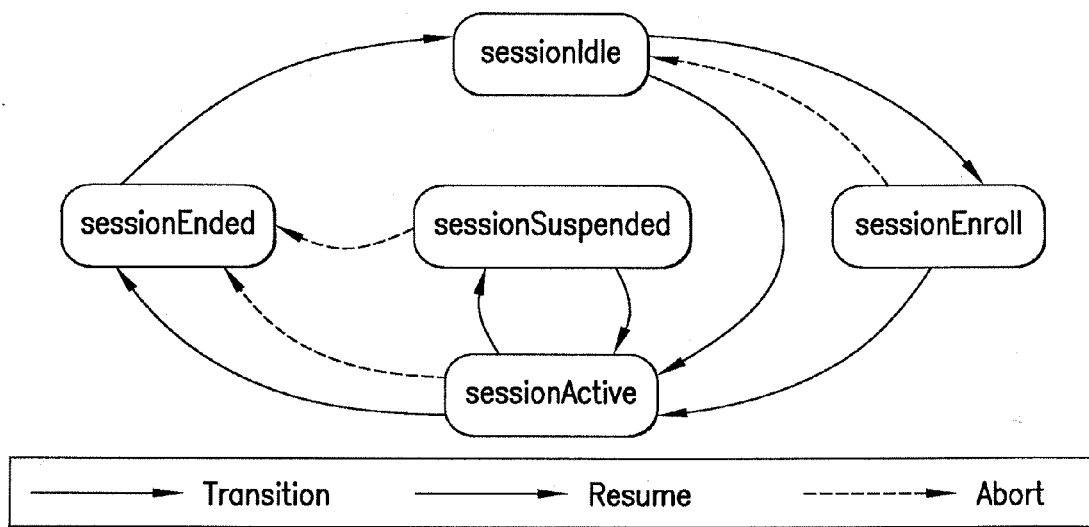 sessionIdle
sessionEnded
sessionSuspended
sessionEnroll
sessionActive
Transition
Resume
Abort